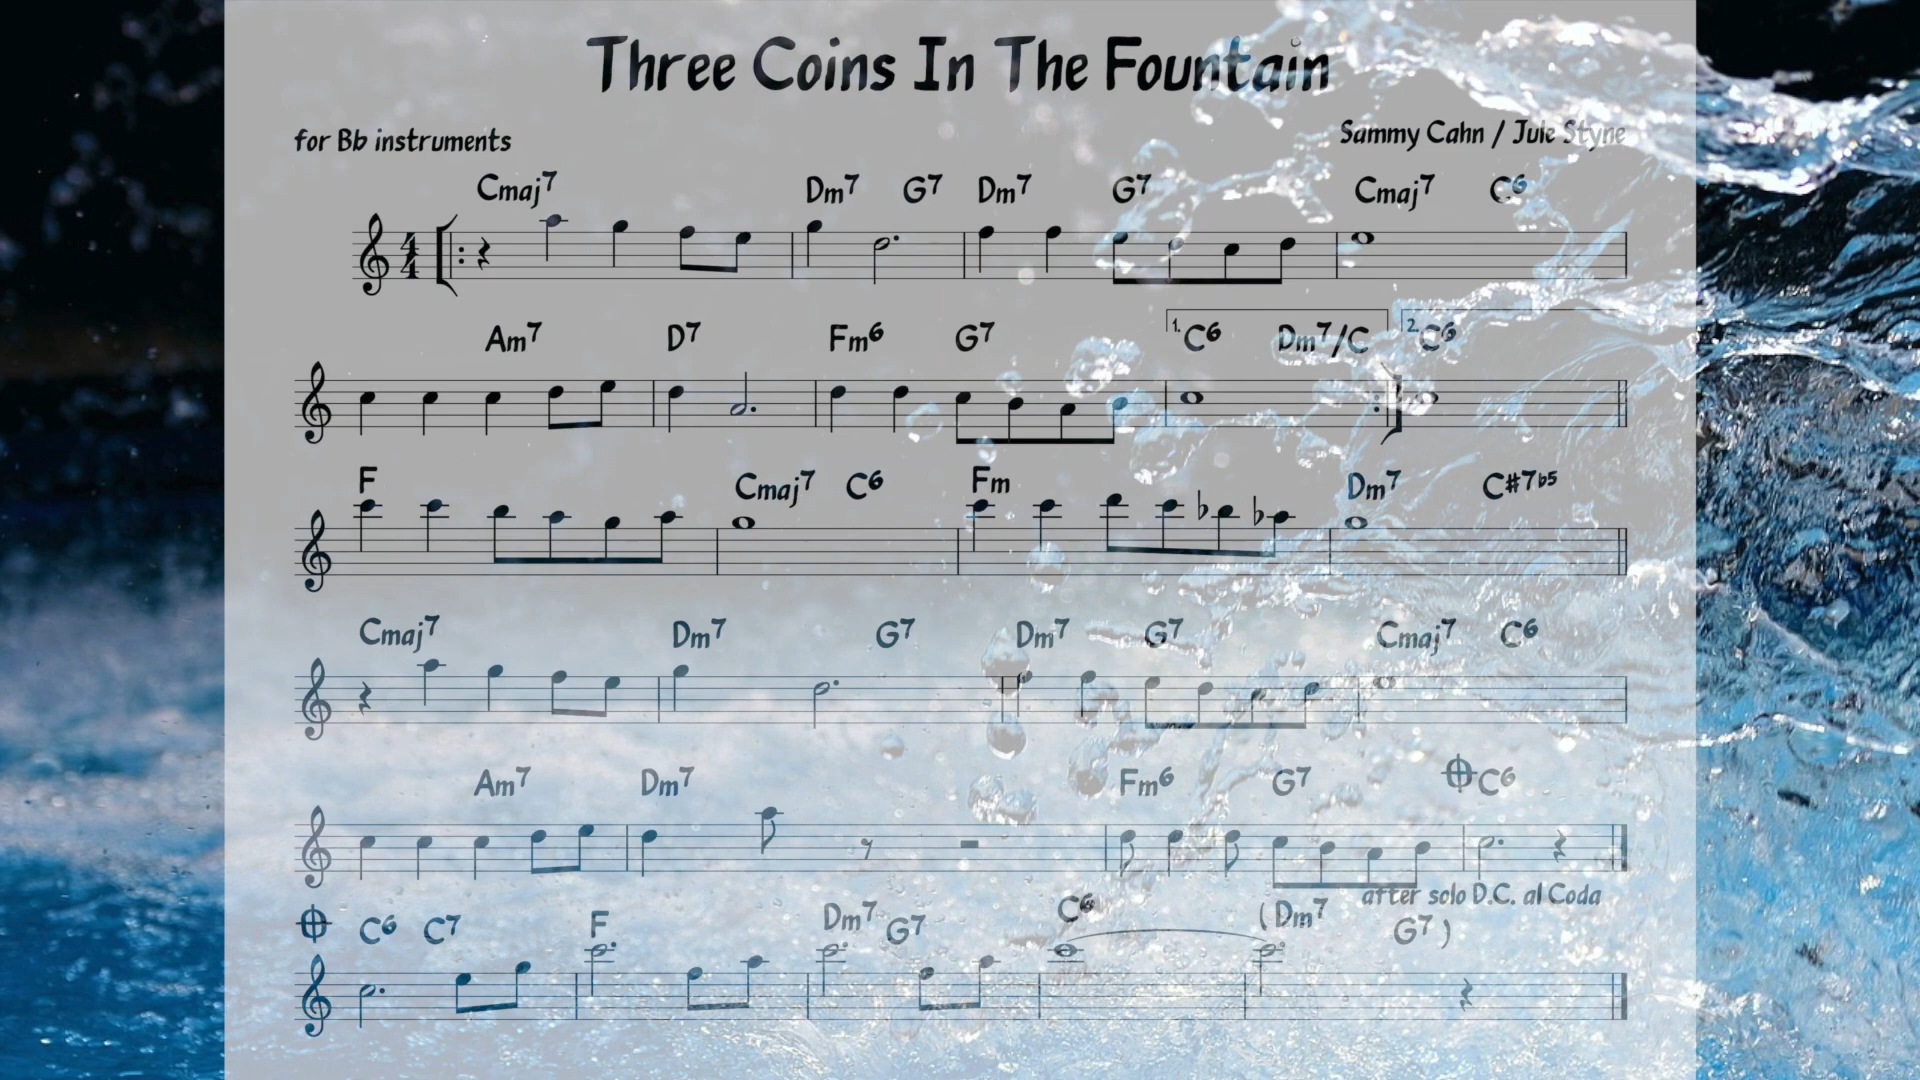 Three Coins In The Fountain
for Bb instruments
Sammy Cahn / Jule Styne
Cmaj7 Dm7 G7 Dm7 G7 Cmaj7 C6
4
4
Am7 D7 Fm6 G7 1. C6 Dm7/C 2. C6
F Cmaj7 C6 Fm Dm7 C#7b5
Cmaj7 Dm7 G7 Dm7 G7 Cmaj7 C6
Am7 Dm7 Fm6 G7 C6
after solo D.C. al Coda
C6 C7 F Dm7 G7 C6 (Dm7 G7)